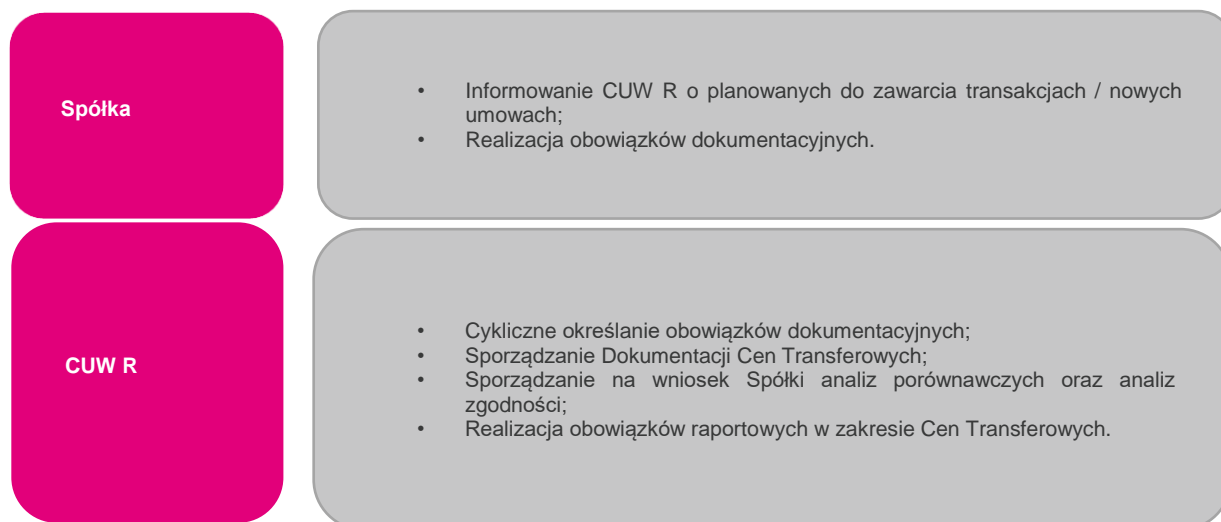 Spółka
• Informowanie CUW R o planowanych do zawarcia transakcjach / nowych
umowach;
• Realizacja obowiązków dokumentacyjnych.
CUW R
• Cykliczne określanie obowiązków dokumentacyjnych;
• Sporządzanie Dokumentacji Cen Transferowych;
• Sporządzanie na wniosek Spółki analiz porównawczych oraz analiz
zgodności;
• Realizacja obowiązków raportowych w zakresie Cen Transferowych.